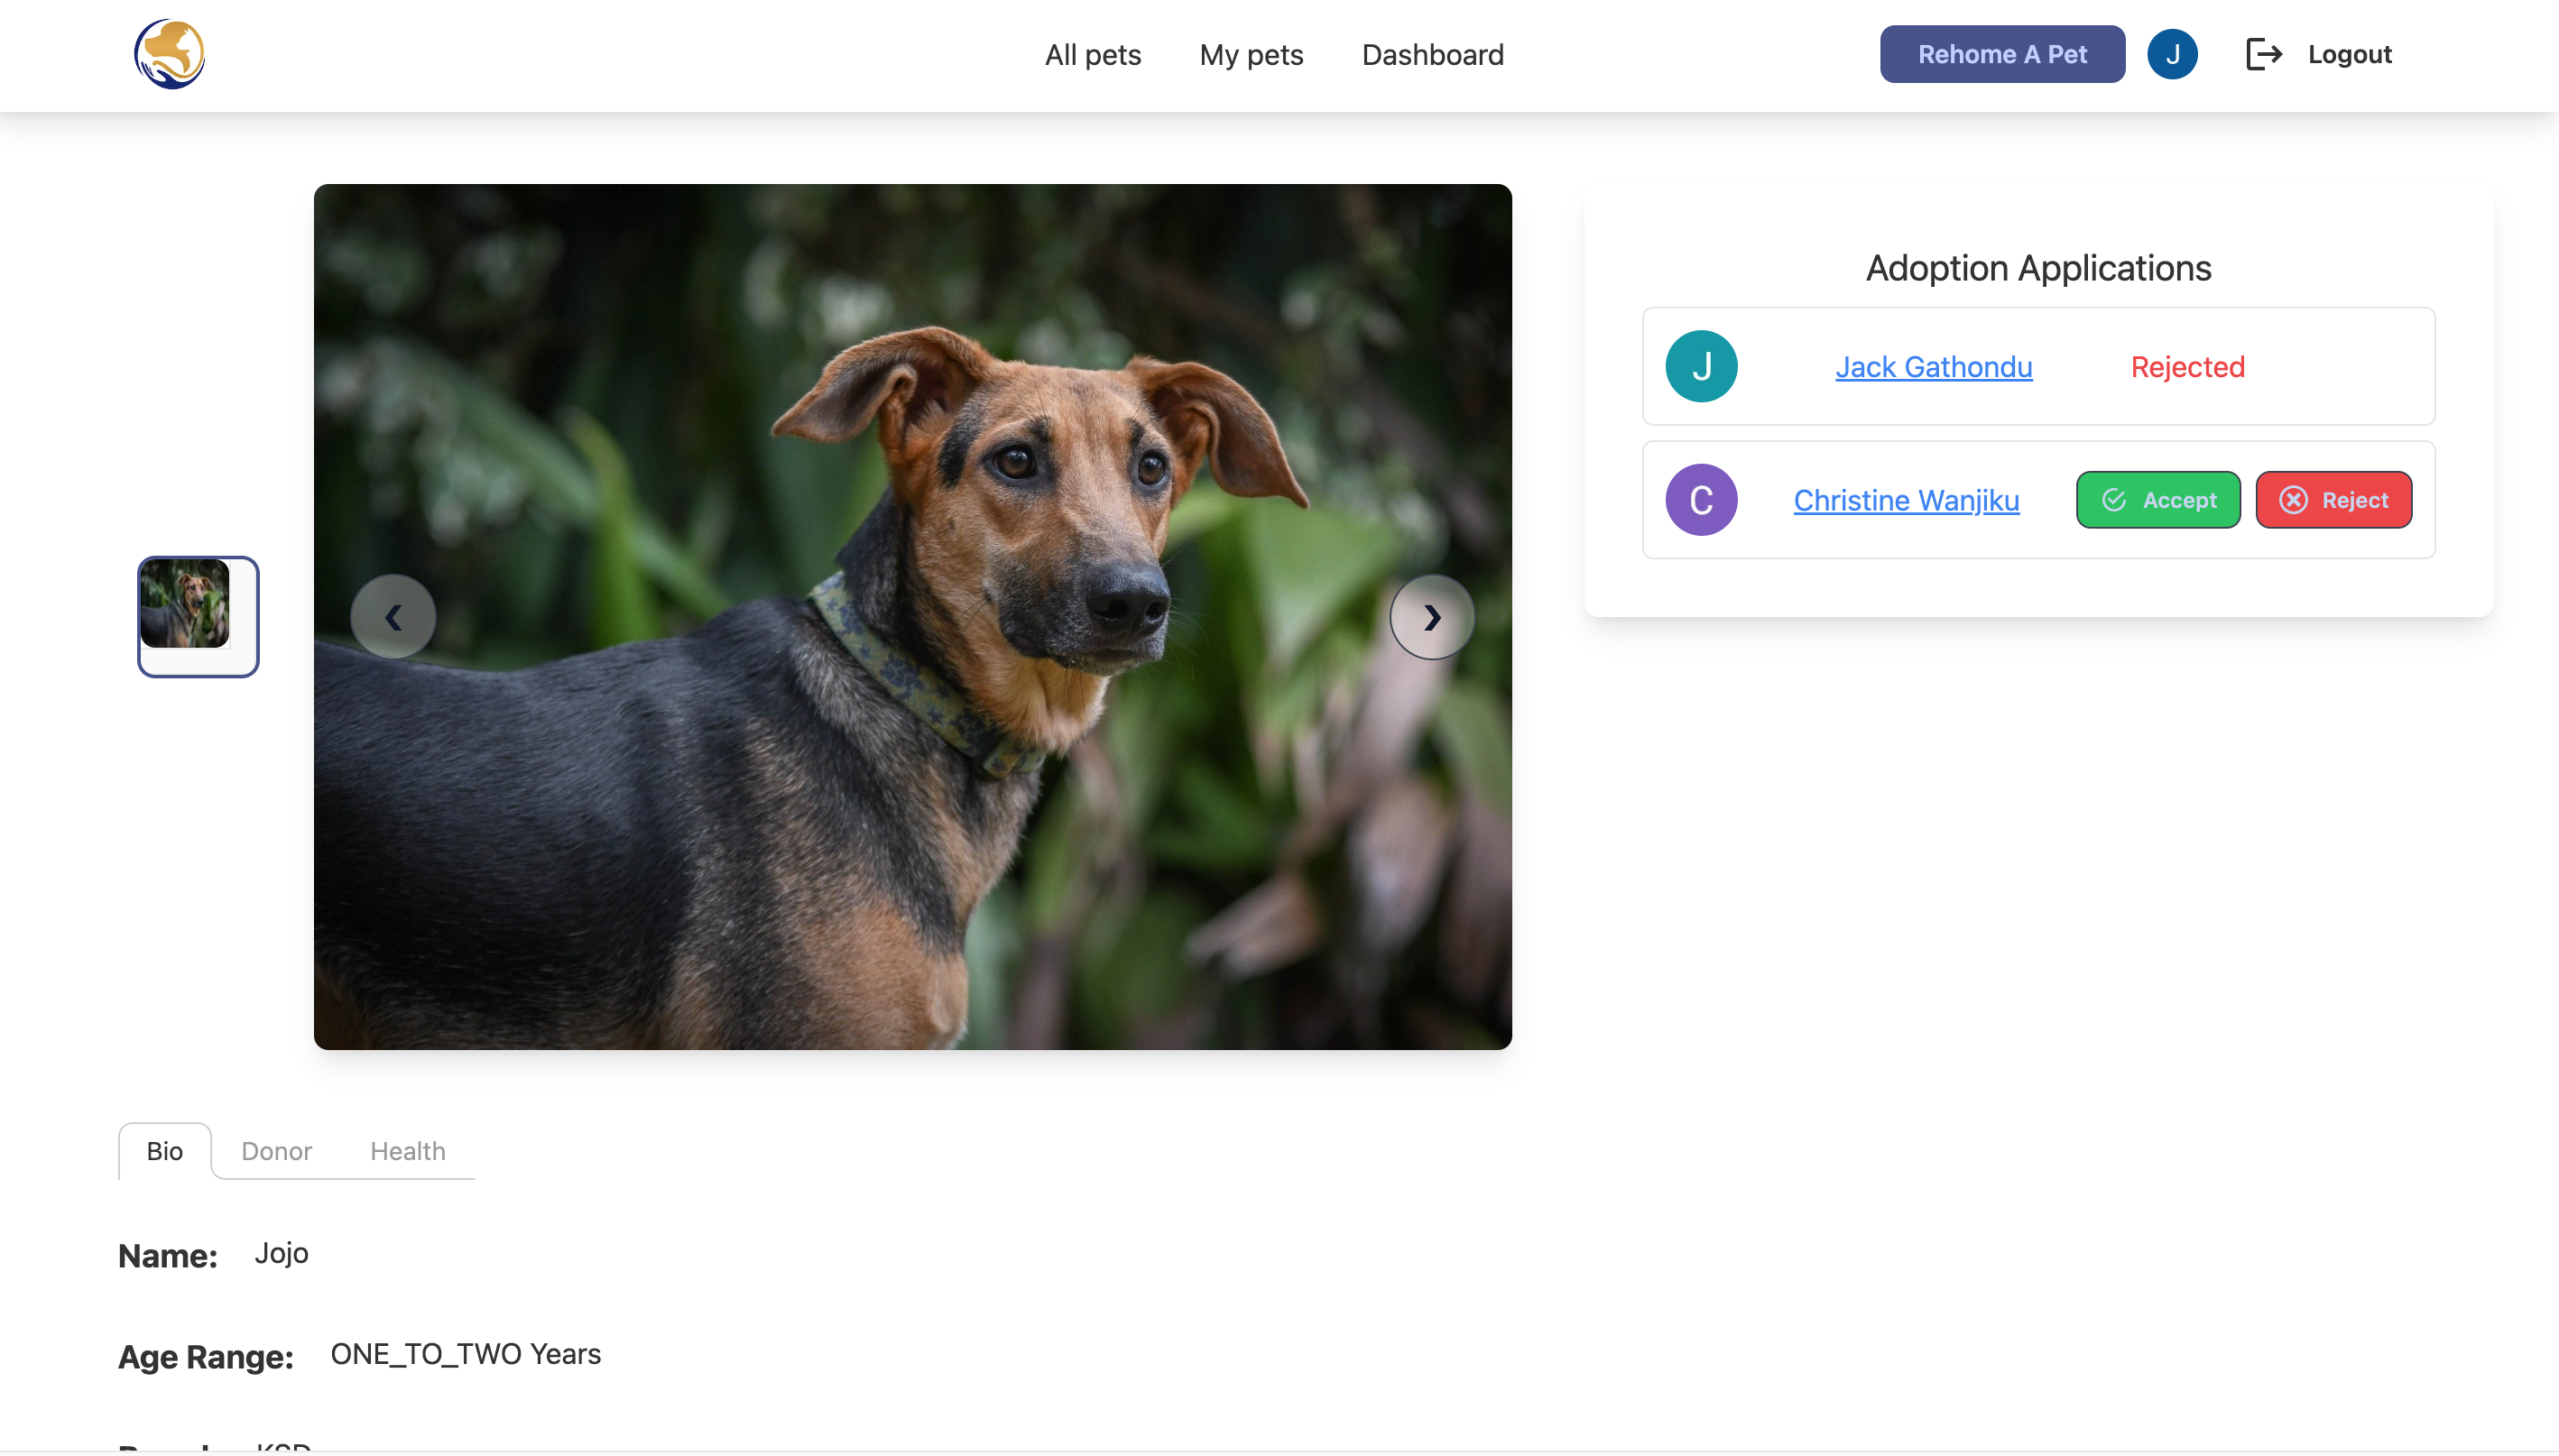 All pets My pets Dashboard Rehome A Pet J Logout
Adoption Applications
J Jack Gathondu Rejected
C Christine Wanjiku Accept Reject
Bio Donor Health
Name: Jojo
Age Range: ONE_TO_TWO Years